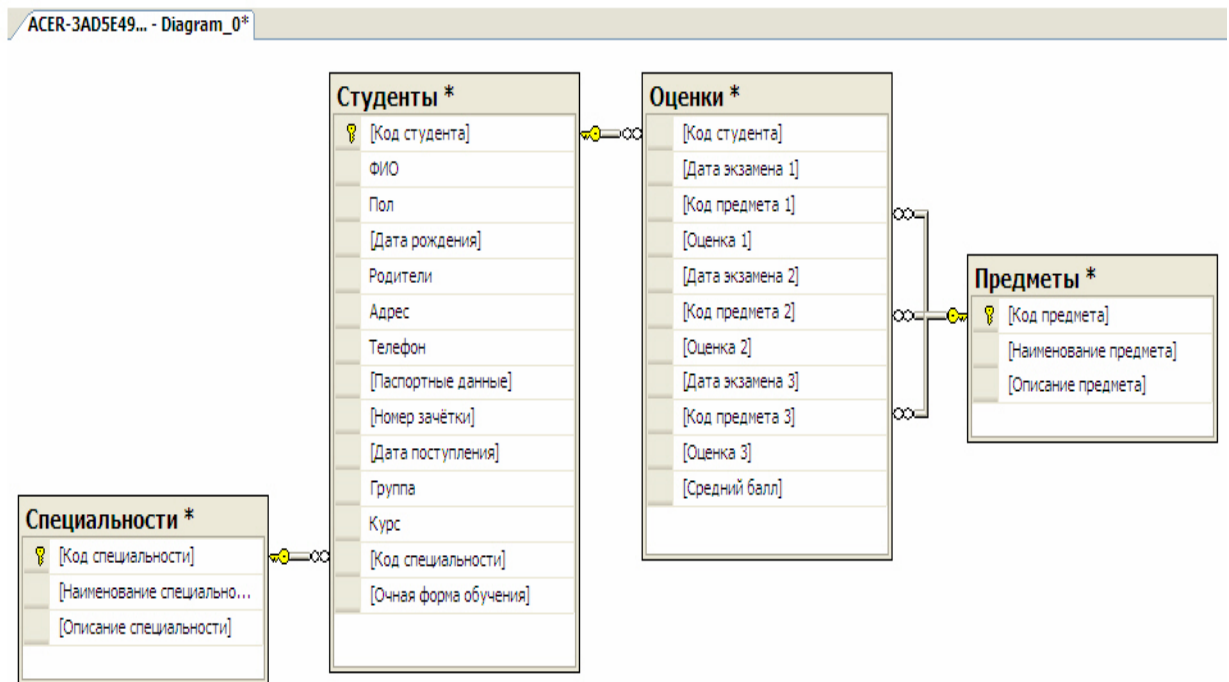 ACER-3AD5E49... - Diagram_0*
Студенты *
[Код студента]
ФИО
Пол
[Дата рождения]
Родители
Адрес
Телефон
[Паспортные данные]
[Номер зачётки]
[Дата поступления]
Группа
Курс
[Код специальности]
[Очная форма обучения]
Оценки *
[Код студента]
[Дата экзамена 1]
[Код предмета 1]
[Оценка 1]
[Дата экзамена 2]
[Код предмета 2]
[Оценка 2]
[Дата экзамена 3]
[Код предмета 3]
[Оценка 3]
[Средний балл]
Предметы *
[Код предмета]
[Наименование предмета]
[Описание предмета]
Специальности *
[Код специальности]
[Наименование специально...
[Описание специальности]